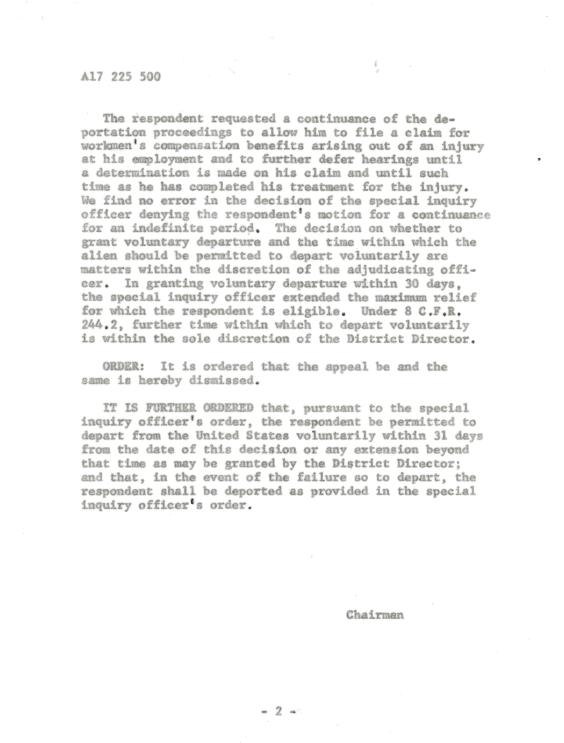 A17 225 500
The respondent requested a continuance of the de-
portation proceedings to allow him to file a claim for
workmen's compensation benefits arising out of an injury
at his employment and to further defer hearings until
a determination is made on his claim and until such
time as he has completed his treatment for the injury.
We find no error in the decision of the special inquiry
officer denying the respondent's motion for a continuance
for an indefinite period. The decision on whether to
grant voluntary departure and the time within which the
alien should be permitted to depart voluntarily are
matters within the discretion of the adjudicating offi-
cer. In granting voluntary departure within 30 days,
the special inquiry officer extended the maximum relief
for which the respondent is eligible. Under 8 C.F.R.
244.2, further time within which to depart voluntarily
is within the sole discretion of the District Director.
ORDER: It is ordered that the appeal be and the
same is hereby dismissed.
IT IS FURTHER ORDERED that, pursuant to the special
inquiry officer's order, the respondent be permitted to
depart from the United States voluntarily within 31 days
from the date of this decision or any extension beyond
that time as may be granted by the District Director;
and that, in the event of the failure so to depart, the
respondent shall be deported as provided in the special
inquiry officer's order.
Chairman
- 2 -